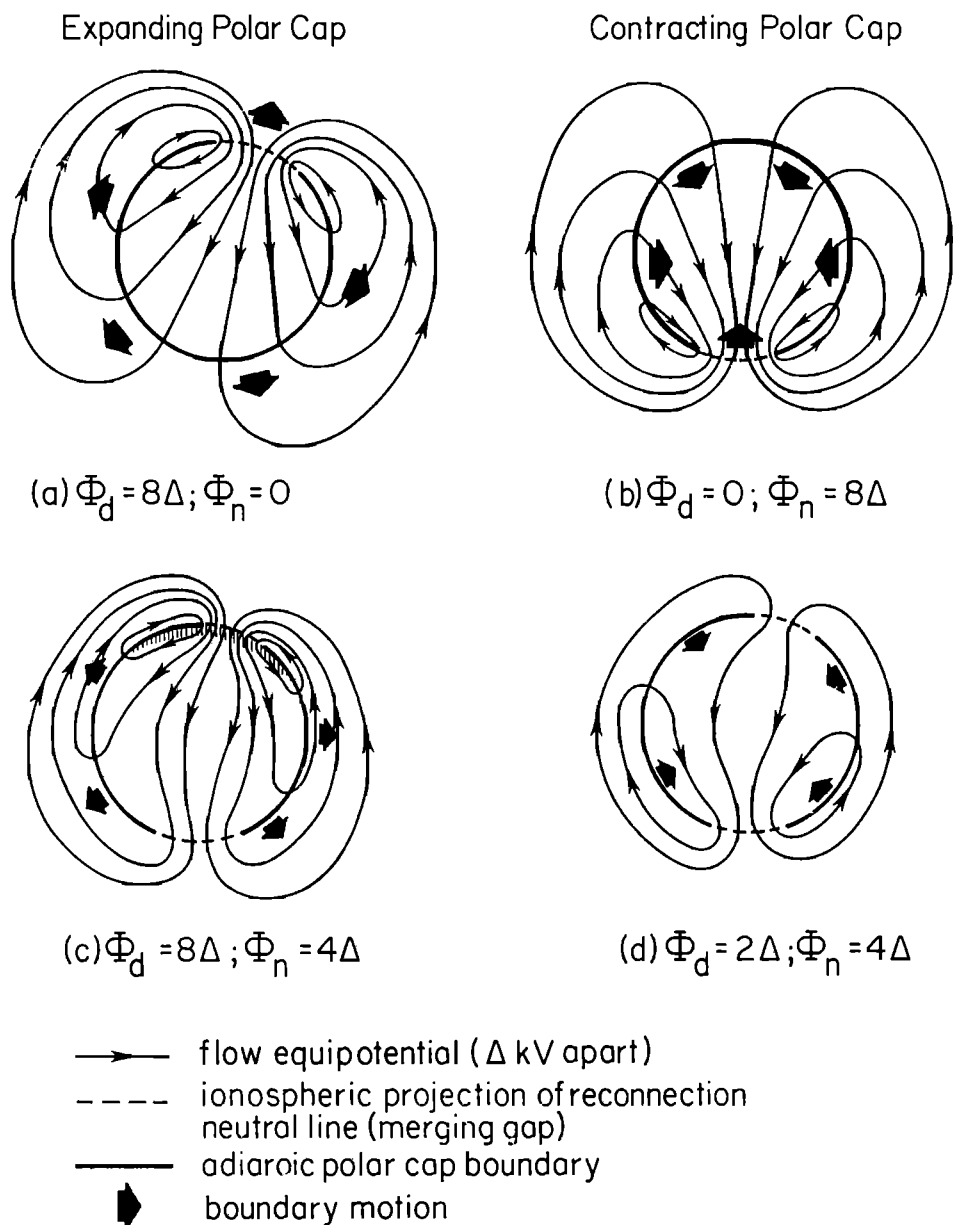 Expanding Polar Cap
Contracting Polar Cap
(a) Φd = 8Δ; Φn = 0
(b) Φd = 0; Φn = 8Δ
(c) Φd = 8Δ; Φn = 4Δ
(d) Φd = 2Δ; Φn = 4Δ
flow equipotential (Δ kV apart)
ionospheric projection of reconnection
neutral line (merging gap)
adiaroic polar cap boundary
boundary motion